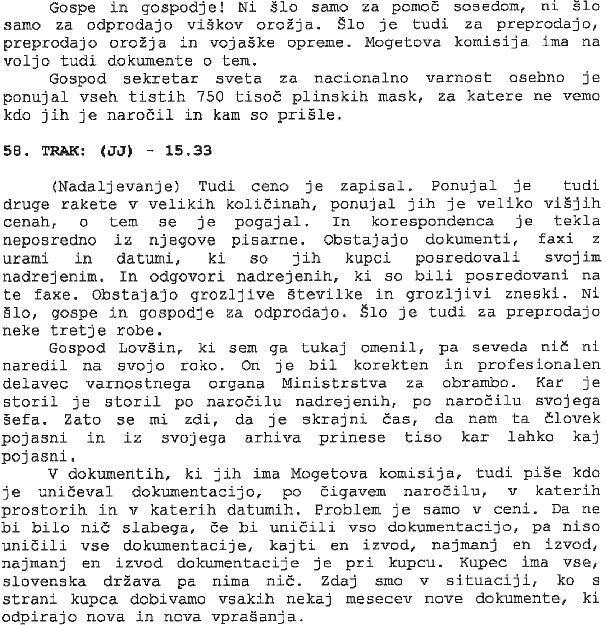 Gospe in gospodje! Ni šlo samo za pomoč sosedom, ni šlo
samo za odprodajo viškov orožja. Šlo je tudi za preprodajo,
preprodajo orožja in vojaške opreme. Mogetova komisija ima na
voljo tudi dokumente o tem.
Gospod sekretar sveta za nacionalno varnost osebno je
ponujal vseh tistih 750 tisoč plinskih mask, za katere ne vemo
kdo jih je naročil in kam so prišle.
58. TRAK: (JJ) - 15.33
(Nadaljevanje) Tudi ceno je zapisal. Ponujal je tudi
druge rakete v velikih količinah, ponujal jih je veliko višjih
cenah, o tem se je pogajal. In korespondenca je tekla
neposredno iz njegove pisarne. Obstajajo dokumenti, faxi z
urami in datumi, ki so jih kupci posredovali svojim
nadrejenim. In odgovori nadrejenih, ki so bili posredovani na
te faxe. Obstajajo grozljive številke in grozljivi zneski. Ni
šlo, gospe in gospodje za odprodajo. Šlo je tudi za preprodajo
neke tretje robe.
Gospod Lovšin, ki sem ga tukaj omenil, pa seveda nič ni
naredil na svojo roko. On je bil korekten in profesionalen
delavec varnostnega organa Ministrstva za obrambo. Kar je
storil je storil po naročilu nadrejenih, po naročilu svojega
šefa. Zato se mi zdi, da je skrajni čas, da nam ta človek
pojasni in iz svojega arhiva prinese tiso kar lahko kaj
pojasni.
V dokumentih, ki jih ima Mogetova komisija, tudi piše kdo
je uničeval dokumentacijo, po čigavem naročilu, v katerih
prostorih in v katerih datumih. Problem je samo v ceni. Da ne
bi bilo nič slabega, če bi uničili vso dokumentacijo, pa niso
uničili vse dokumentacije, kajti en izvod, najmanj en izvod,
najmanj en izvod dokumentacije je pri kupcu. Kupec ima vse,
slovenska država pa nima nič. Zdaj smo v situaciji, ko s
strani kupca dobivamo vsakih nekaj mesecev nove dokumente, ki
odpirajo nova in nova vprašanja.